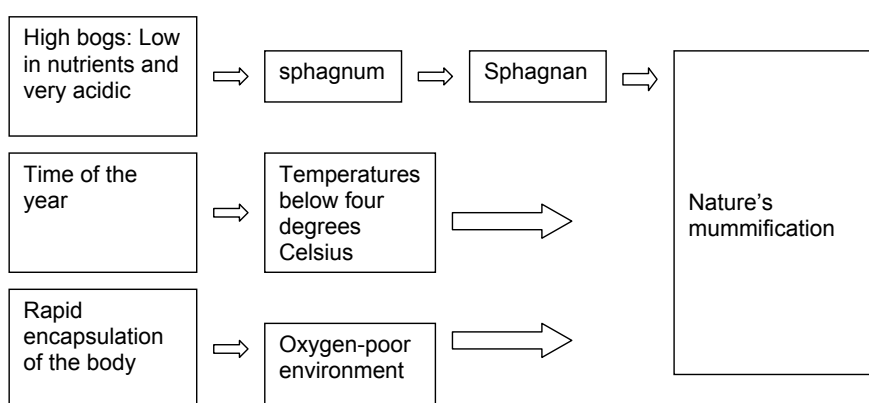 High bogs: Low
in nutrients and
very acidic
sphagnum
Sphagnan
Time of the
year
Temperatures
below four
degrees
Celsius
Nature’s
mummification
Rapid
encapsulation
of the body
Oxygen-poor
environment